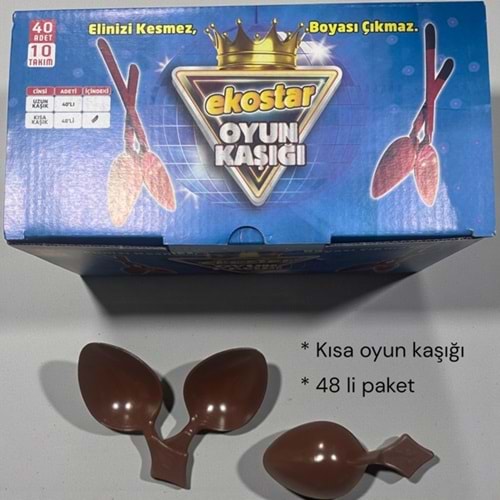 40
ADET
10
TAKIM
Elinizi Kesmez, Boyası Çıkmaz.
ekostar
OYUN
KAŞIĞI
CİNSİ ADETİ İÇİNDEKİ
UZUN KAŞIK 40'LI
KISA KAŞIK 48'Lİ
* Kısa oyun kaşığı
* 48 li paket